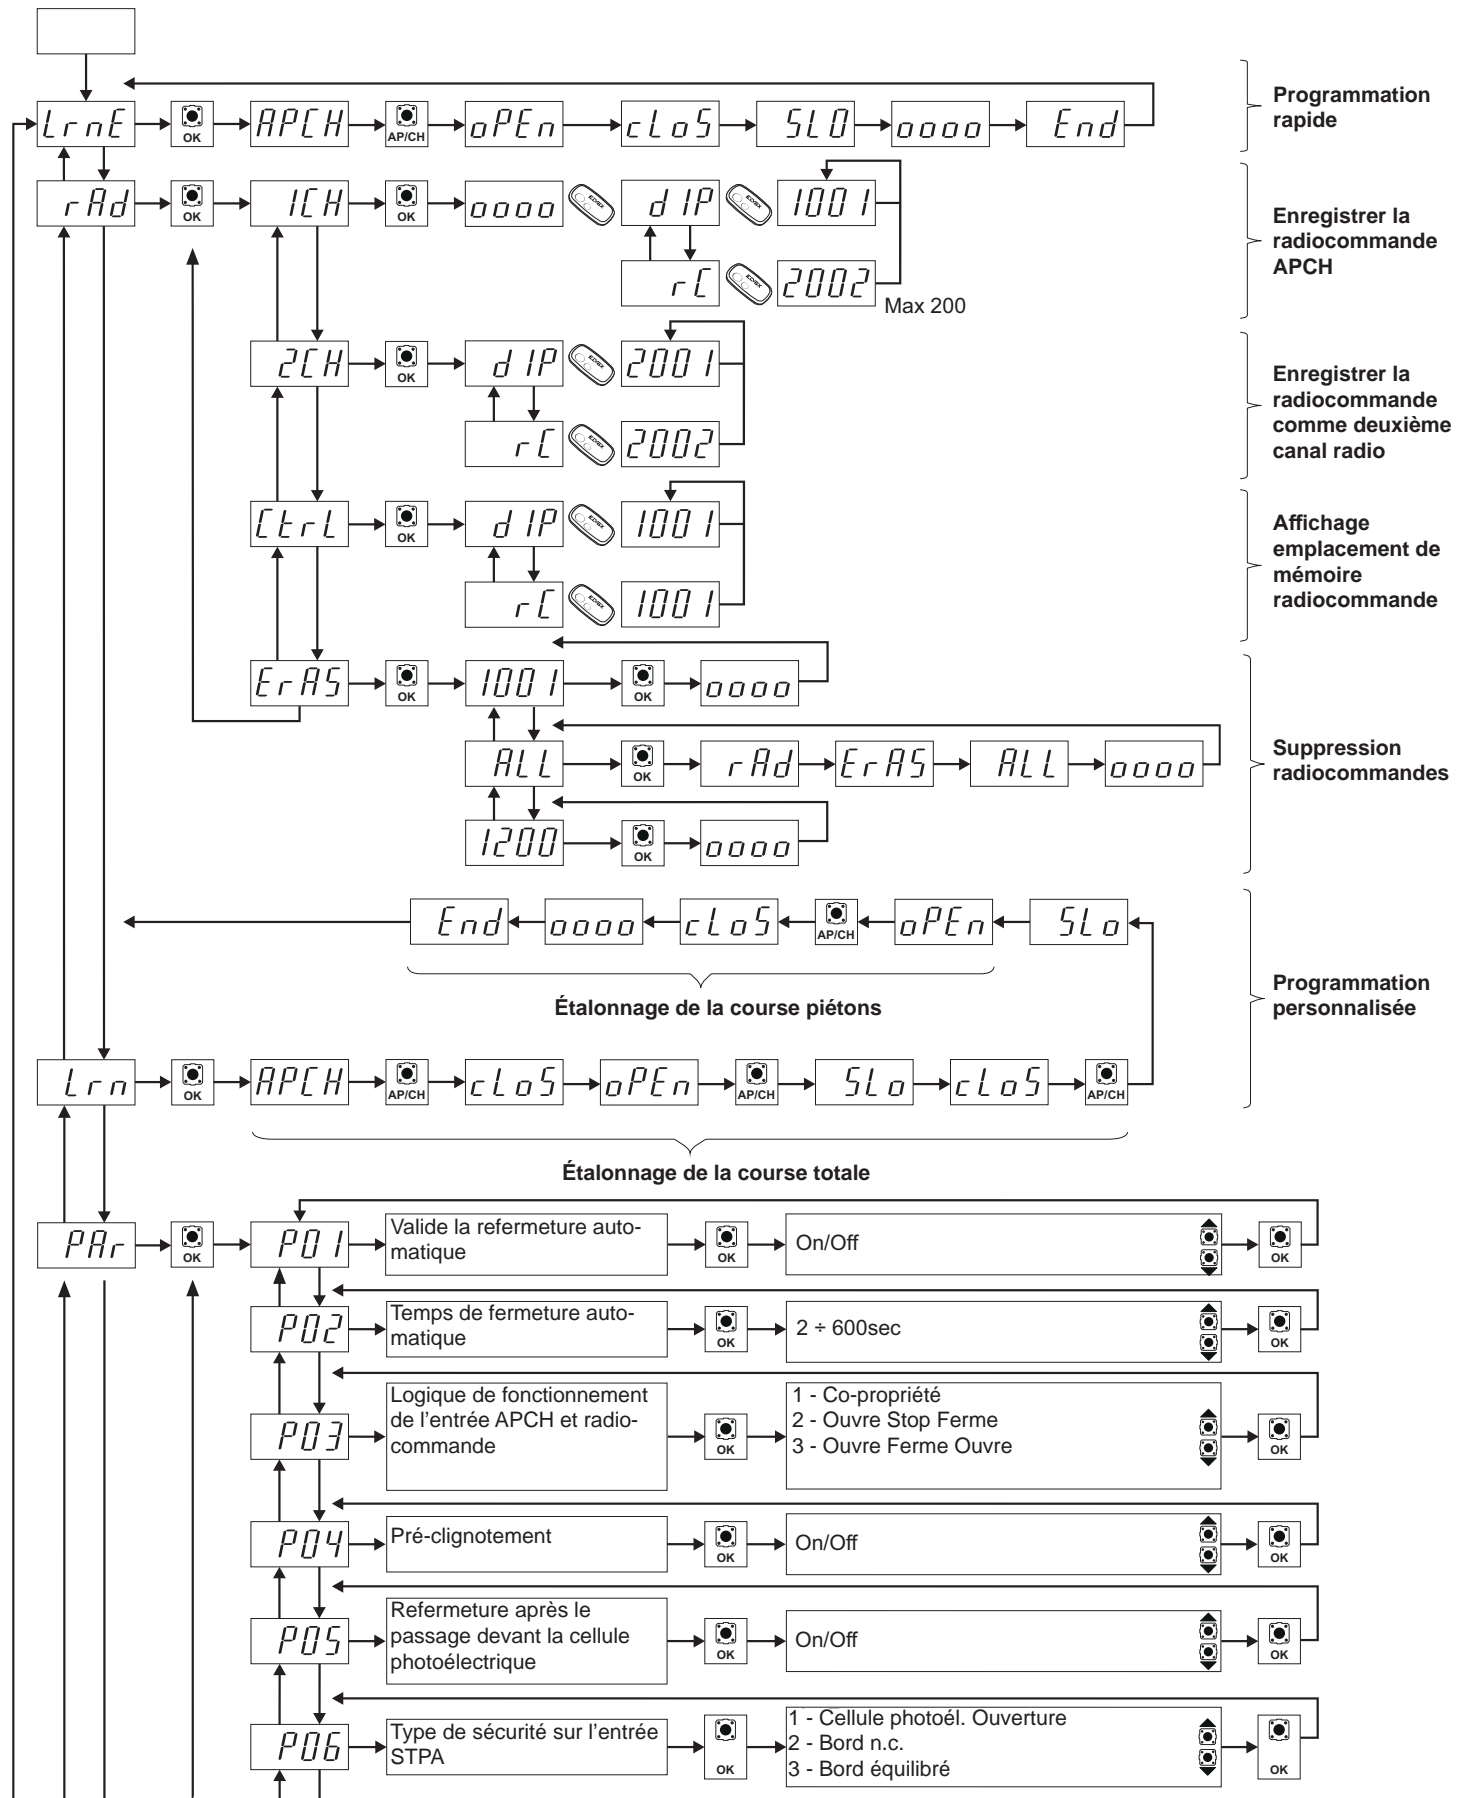 LrnE OK APCH AP/CH oPEn cLoS SLO oooo End
Programmation
rapide
rAd OK 1CH OK oooo dIP 1001
rC 2002
Max 200
Enregistrer la
radiocommande
APCH
2CH OK dIP 2001
rC 2002
Enregistrer la
radiocommande
comme deuxième
canal radio
CtrL OK dIP 1001
rC 1001
Affichage
emplacement de
mémoire
radiocommande
ErAS OK 1001 OK oooo
ALL OK rAd ErAS ALL oooo
1200 OK oooo
Suppression
radiocommandes
End oooo cLoS AP/CH oPEn SLo
Étalonnage de la course piétons
Programmation
personnalisée
Lrn OK APCH AP/CH cLoS oPEn AP/CH SLo cLoS AP/CH
Étalonnage de la course totale
PAr OK P01
Valide la refermeture auto-
matique
OK On/Off OK
P02
Temps de fermeture auto-
matique
OK 2 ÷ 600sec OK
P03
Logique de fonctionnement
de l'entrée APCH et radio-
commande
OK
1 - Co-propriété
2 - Ouvre Stop Ferme
3 - Ouvre Ferme Ouvre
OK
P04 Pré-clignotement OK On/Off OK
P05
Refermeture après le
passage devant la cellule
photoélectrique
OK On/Off OK
P06
Type de sécurité sur l'entrée
STPA
OK
1 - Cellule photoél. Ouverture
2 - Bord n.c.
3 - Bord équilibré
OK